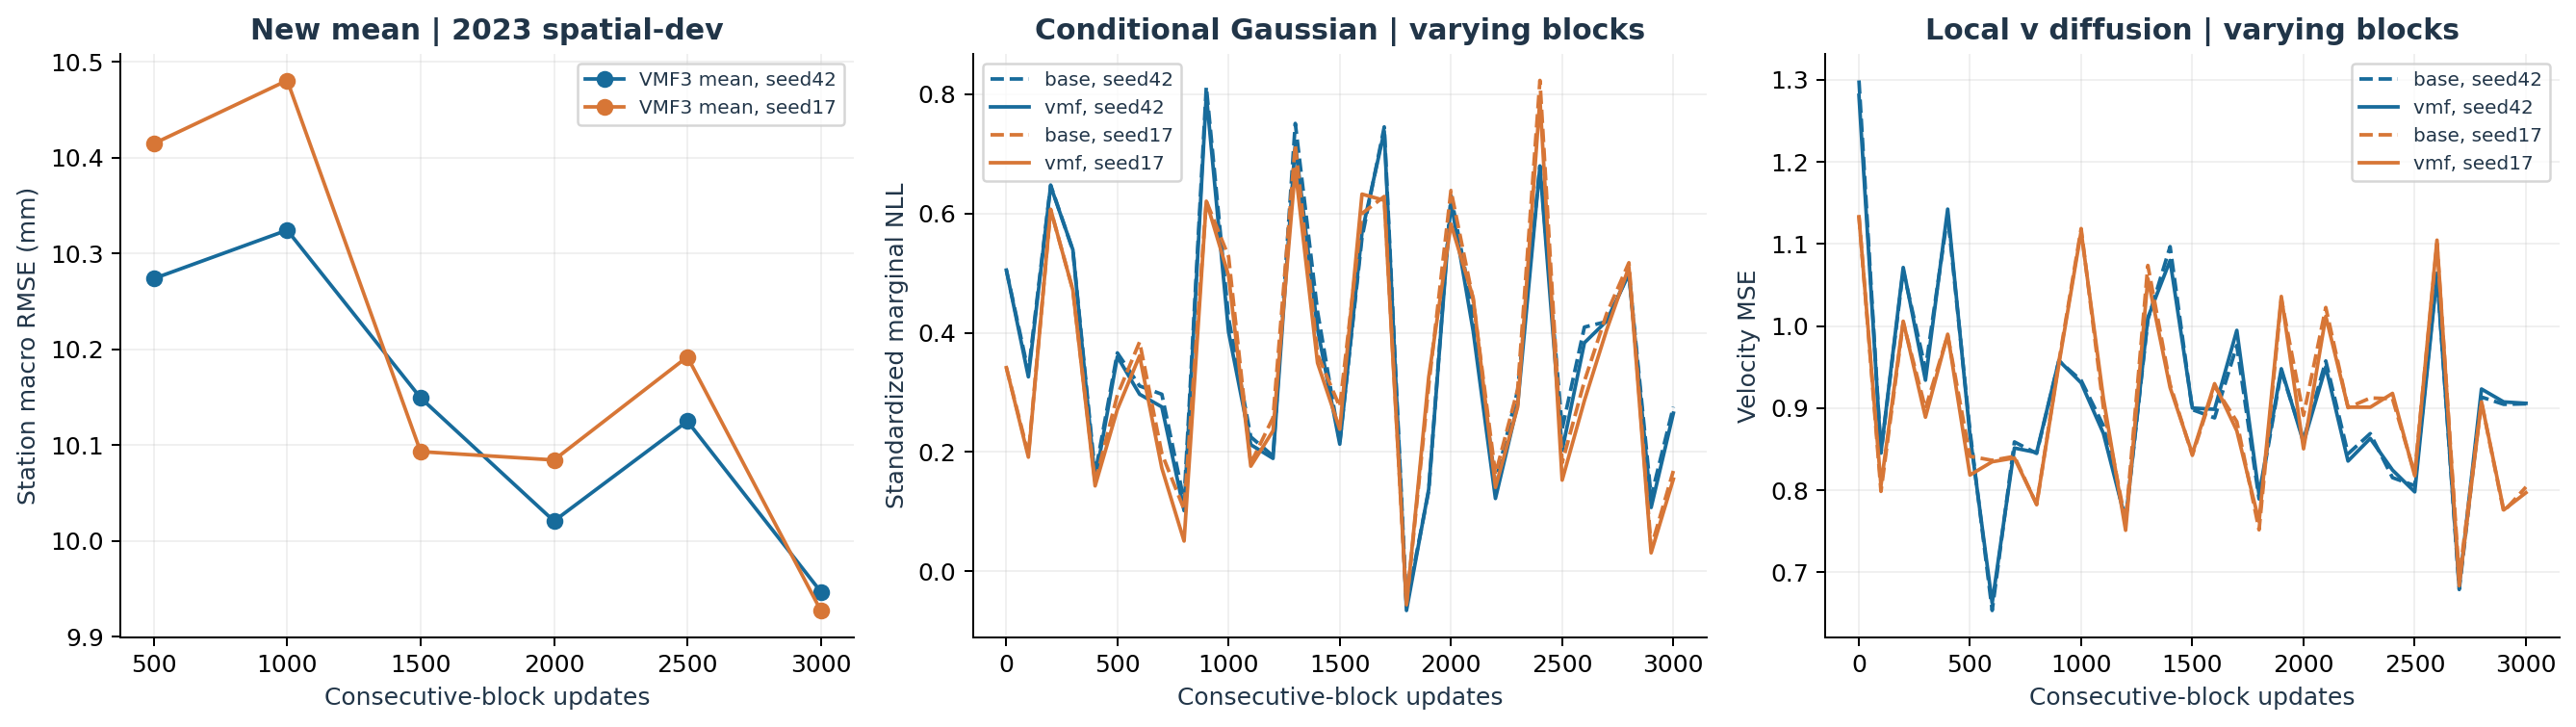 New mean | 2023 spatial-dev
Station macro RMSE (mm)
10.5
10.4
10.3
10.2
10.1
10.0
9.9
VMF3 mean, seed42
VMF3 mean, seed17
500 1000 1500 2000 2500 3000
Consecutive-block updates
Conditional Gaussian | varying blocks
Standardized marginal NLL
0.8
0.6
0.4
0.2
0.0
base, seed42
vmf, seed42
base, seed17
vmf, seed17
0 500 1000 1500 2000 2500 3000
Consecutive-block updates
Local v diffusion | varying blocks
Velocity MSE
1.3
1.2
1.1
1.0
0.9
0.8
0.7
base, seed42
vmf, seed42
base, seed17
vmf, seed17
0 500 1000 1500 2000 2500 3000
Consecutive-block updates